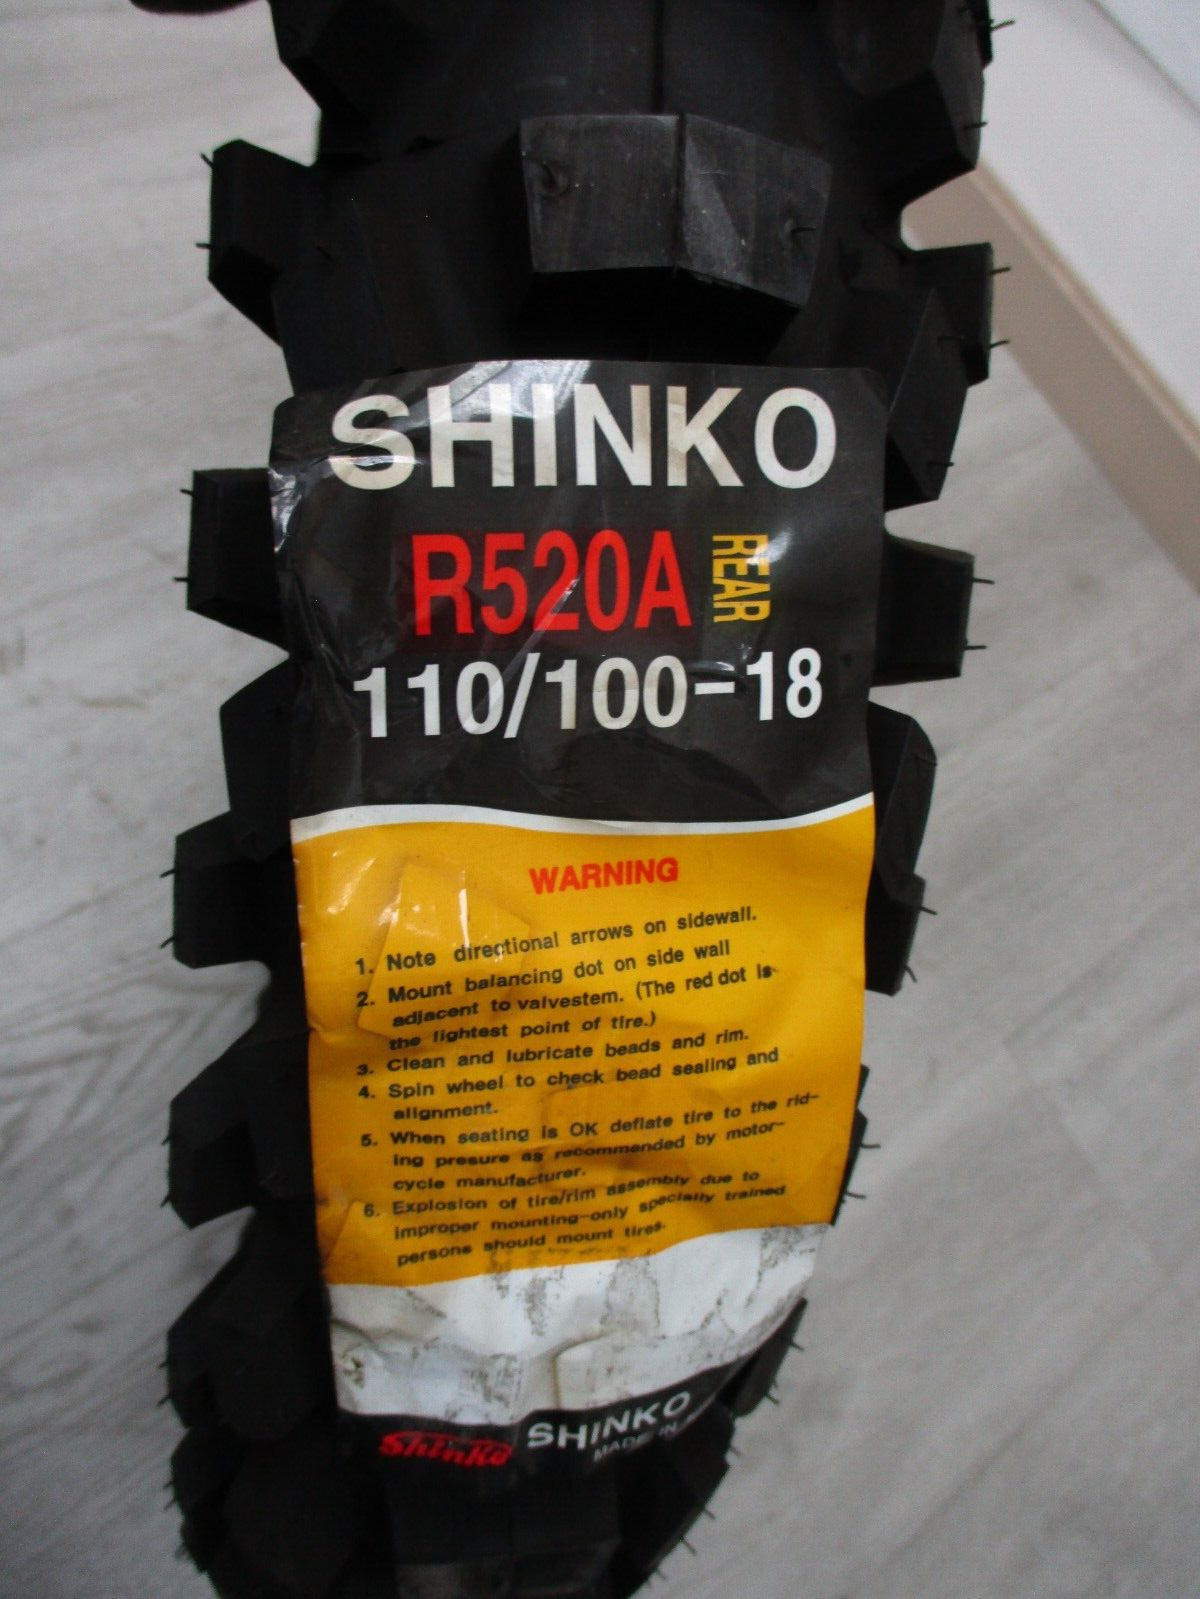 SHINKO
R520A REAR
110/100-18
WARNING
1. Note directional arrows on sidewall.
2. Mount balancing dot on side wall
adjacent to valvestem. (The red dot is
the lightest point of tire.)
3. Clean and lubricate beads and rim.
4. Spin wheel to check bead sealing and
alignment.
5. When seating is OK deflate tire to the rid-
ing presure as recommended by motor-
cycle manufacturer.
6. Explosion of tire/rim assembly due to
improper mounting-only specially trained
persons should mount tires.
Shinko SHINKO
MADE IN